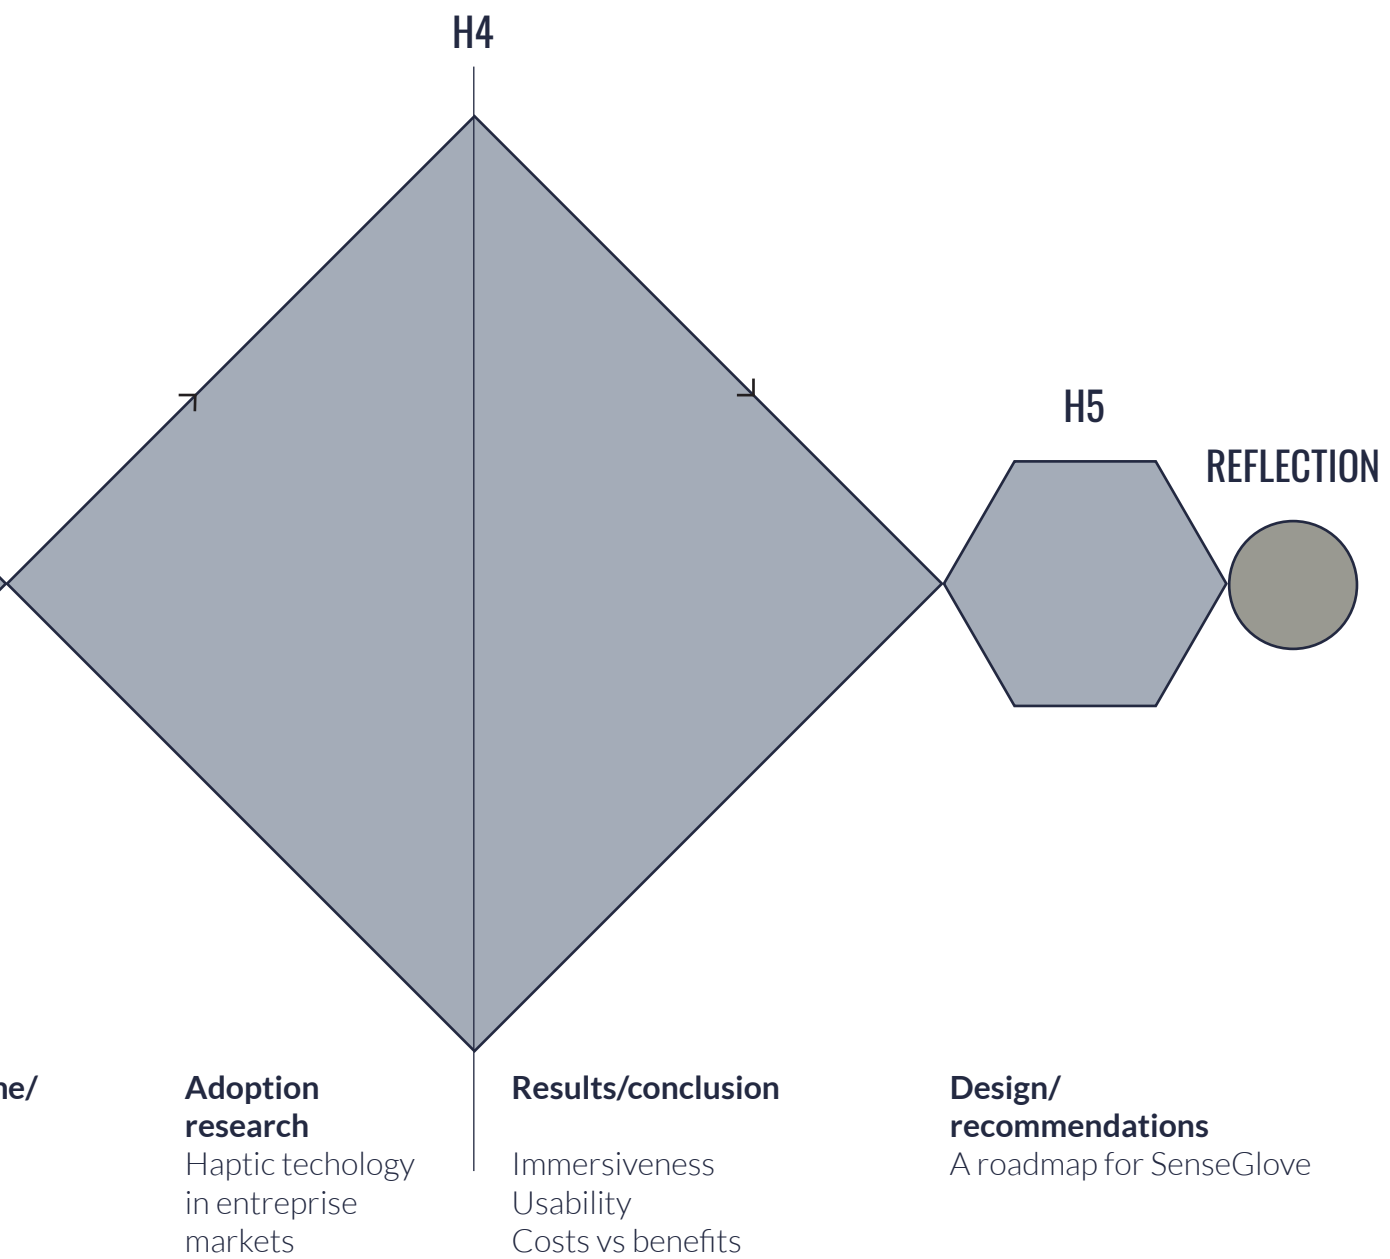 H4
H5
REFLECTION
ne/
Adoption
research
Haptic techology
in entreprise
markets
Results/conclusion
Immersiveness
Usability
Costs vs benefits
Design/
recommendations
A roadmap for SenseGlove